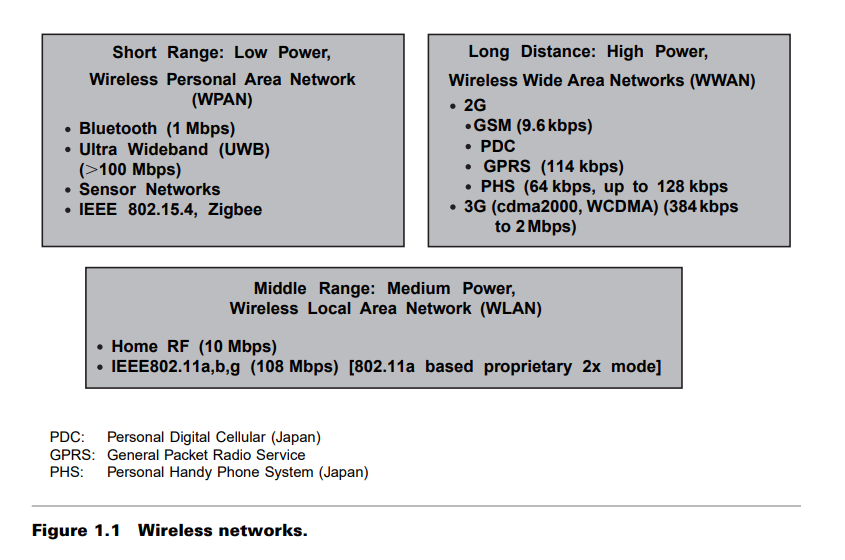 Short Range: Low Power,
Wireless Personal Area Network
(WPAN)
• Bluetooth (1 Mbps)
• Ultra Wideband (UWB)
(>100 Mbps)
• Sensor Networks
• IEEE 802.15.4, Zigbee
Long Distance: High Power,
Wireless Wide Area Networks (WWAN)
• 2G
•GSM (9.6 kbps)
• PDC
• GPRS (114 kbps)
• PHS (64 kbps, up to 128 kbps
• 3G (cdma2000, WCDMA) (384 kbps
to 2 Mbps)
Middle Range: Medium Power,
Wireless Local Area Network (WLAN)
• Home RF (10 Mbps)
• IEEE802.11a,b,g (108 Mbps) [802.11a based proprietary 2x mode]
PDC: Personal Digital Cellular (Japan)
GPRS: General Packet Radio Service
PHS: Personal Handy Phone System (Japan)
Figure 1.1 Wireless networks.